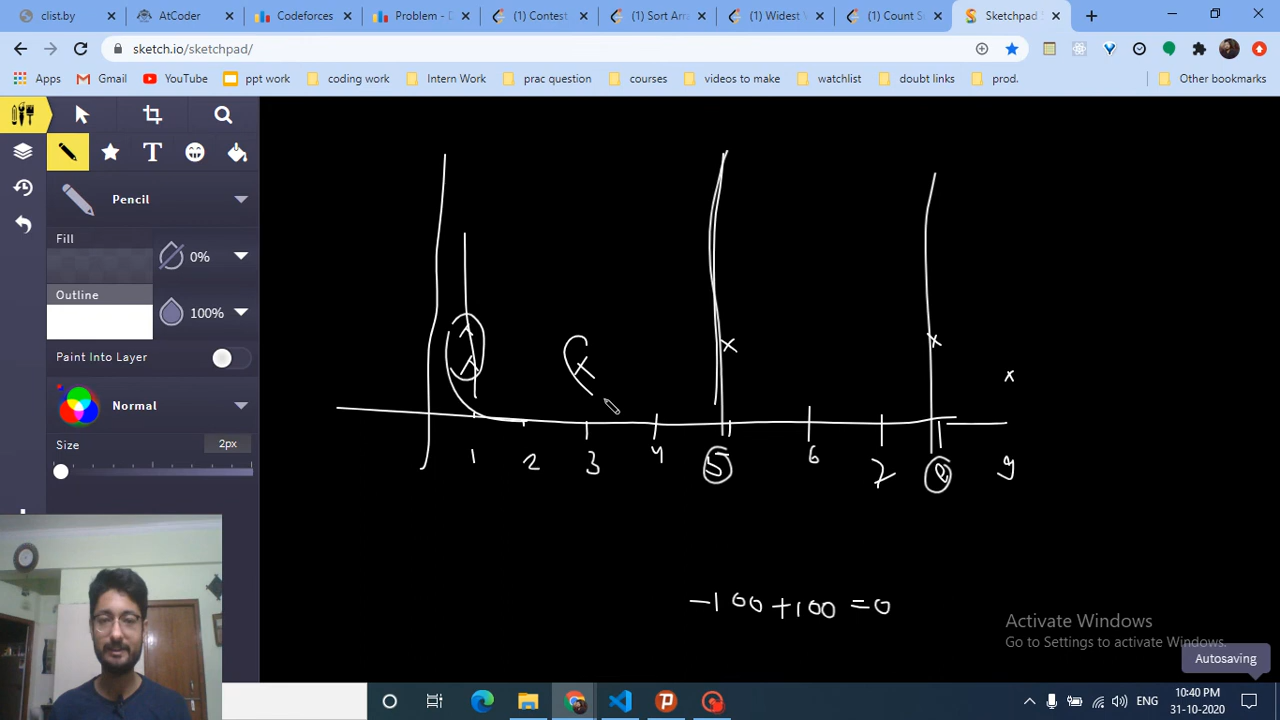 clist.by
AtCoder
Codeforces
Problem - D
(1) Contest
(1) Sort Arra
(1) Widest V
(1) Count S
Sketchpad
sketch.io/sketchpad/
Apps
Gmail
YouTube
ppt work
coding work
Intern Work
prac question
courses
videos to make
watchlist
doubt links
prod.
Other bookmarks
Pencil
Fill
0%
Outline
100%
Paint Into Layer
Normal
Size
2px
x x x x x
1 2 3 4 5 6 7 8 9
-100+100=0
Activate Windows
Go to Settings to activate Windows.
Autosaving
ENG
10:40 PM
31-10-2020